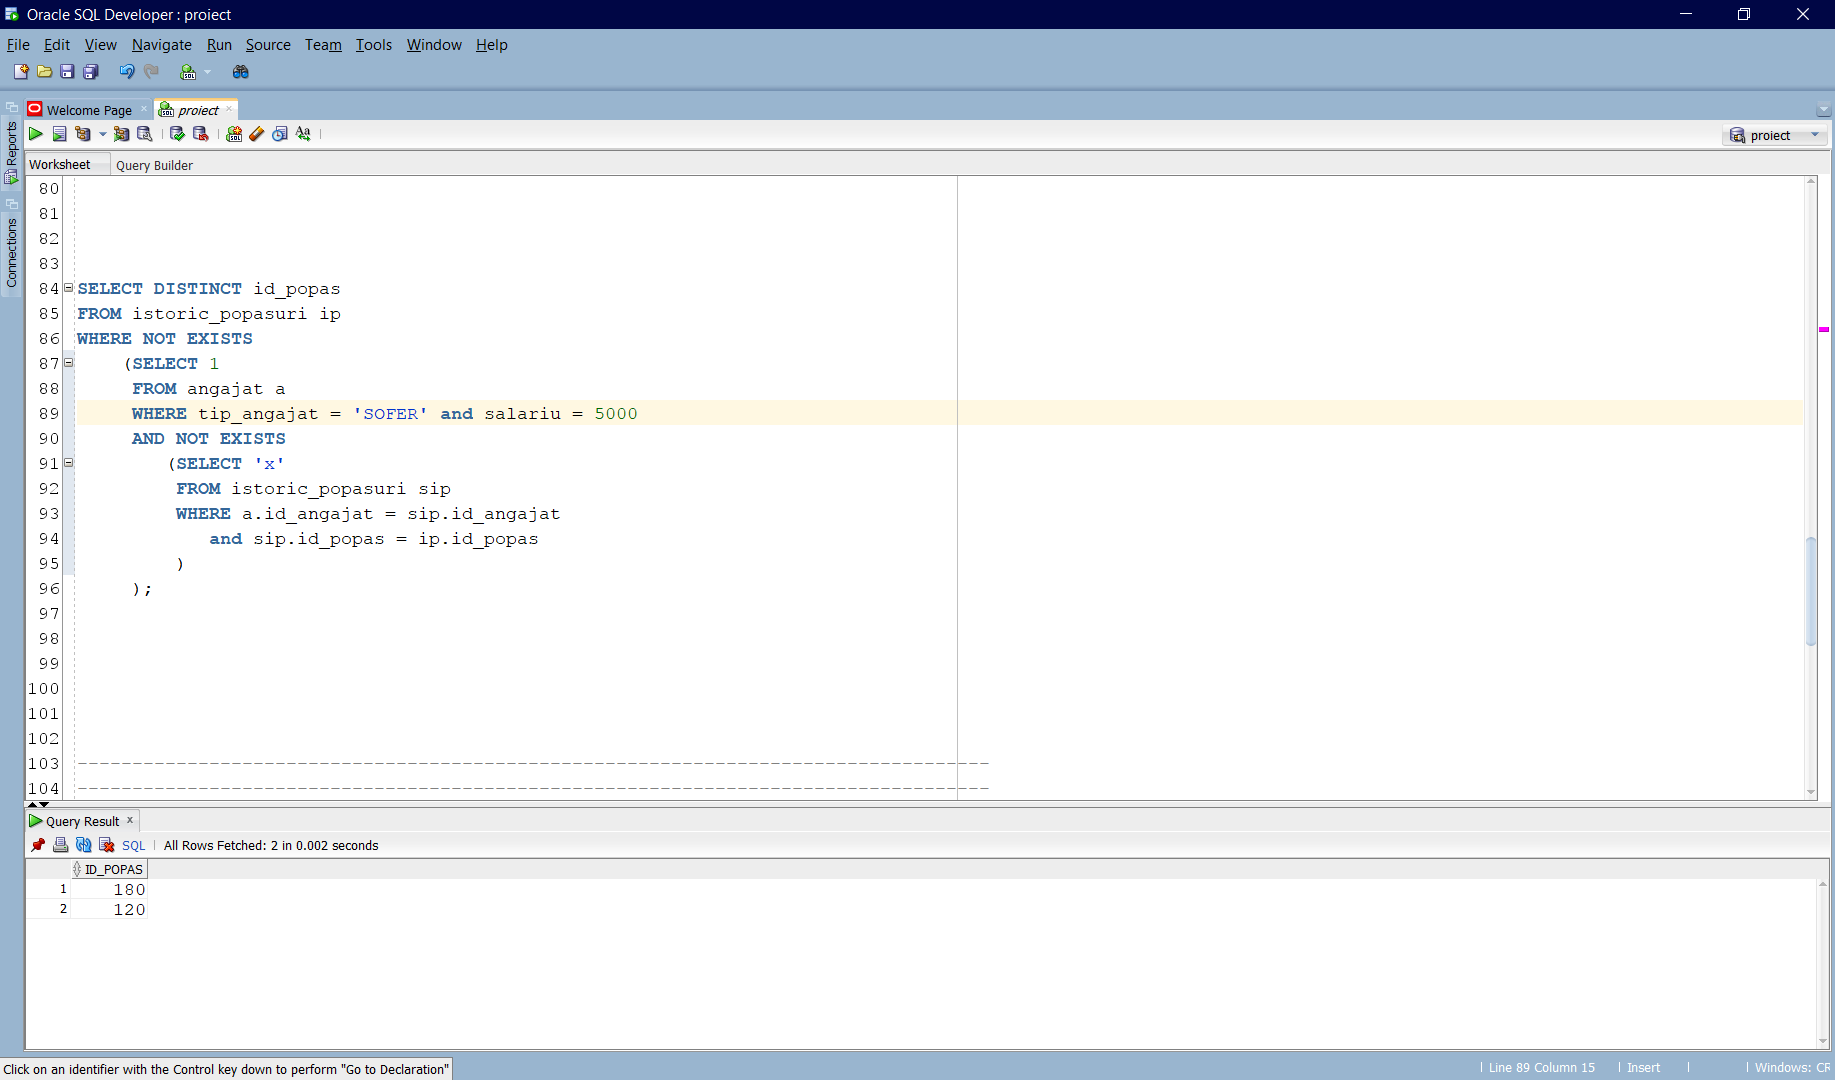 Oracle SQL Developer : proiect
File Edit View Navigate Run Source Team Tools Window Help
Welcome Page
proiect
proiect
Reports
Connections
Worksheet Query Builder
80
81
82
83
84 SELECT DISTINCT id_popas
85 FROM istoric_popasuri ip
86 WHERE NOT EXISTS
87 (SELECT 1
88 FROM angajat a
89 WHERE tip_angajat = 'SOFER' and salariu = 5000
90 AND NOT EXISTS
91 (SELECT 'x'
92 FROM istoric_popasuri sip
93 WHERE a.id_angajat = sip.id_angajat
94 and sip.id_popas = ip.id_popas
95 )
96 );
97
98
99
100
101
102
103 -----------------------------------------------------------------------------------
104 -----------------------------------------------------------------------------------
Query Result x
SQL | All Rows Fetched: 2 in 0.002 seconds
ID_POPAS
1 180
2 120
Click on an identifier with the Control key down to perform "Go to Declaration"
| Line 89 Column 15 | Insert | | Windows: CR